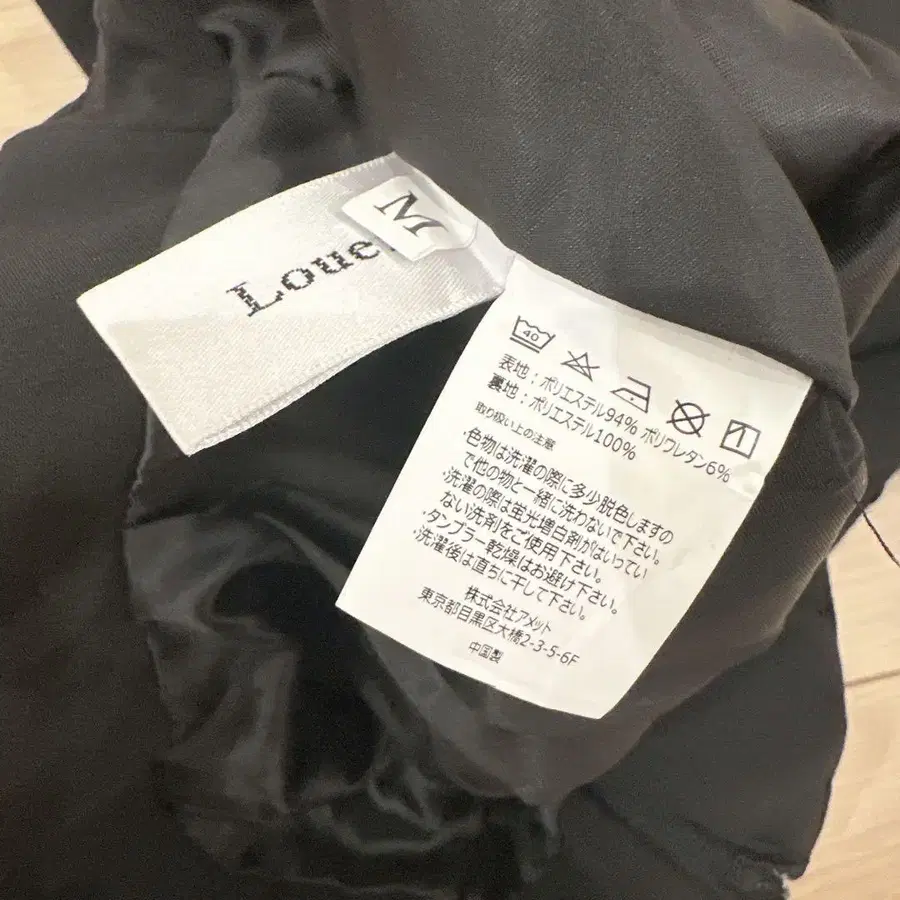 M
Loue
40
表地：ポリエステル94% ポリウレタン6%
裏地：ポリエステル100%
取り扱い上の注意
・色物は洗濯の際に多少脱色しますの
で他の物と一緒に洗わないで下さい。
・洗濯の際は蛍光増白剤がはいってい
ない洗剤をご使用下さい。
・タンブラー乾燥はお避け下さい。
・洗濯後は直ちに干して下さい。
株式会社アメット
東京都目黒区大橋2-3-5-6F
中国製